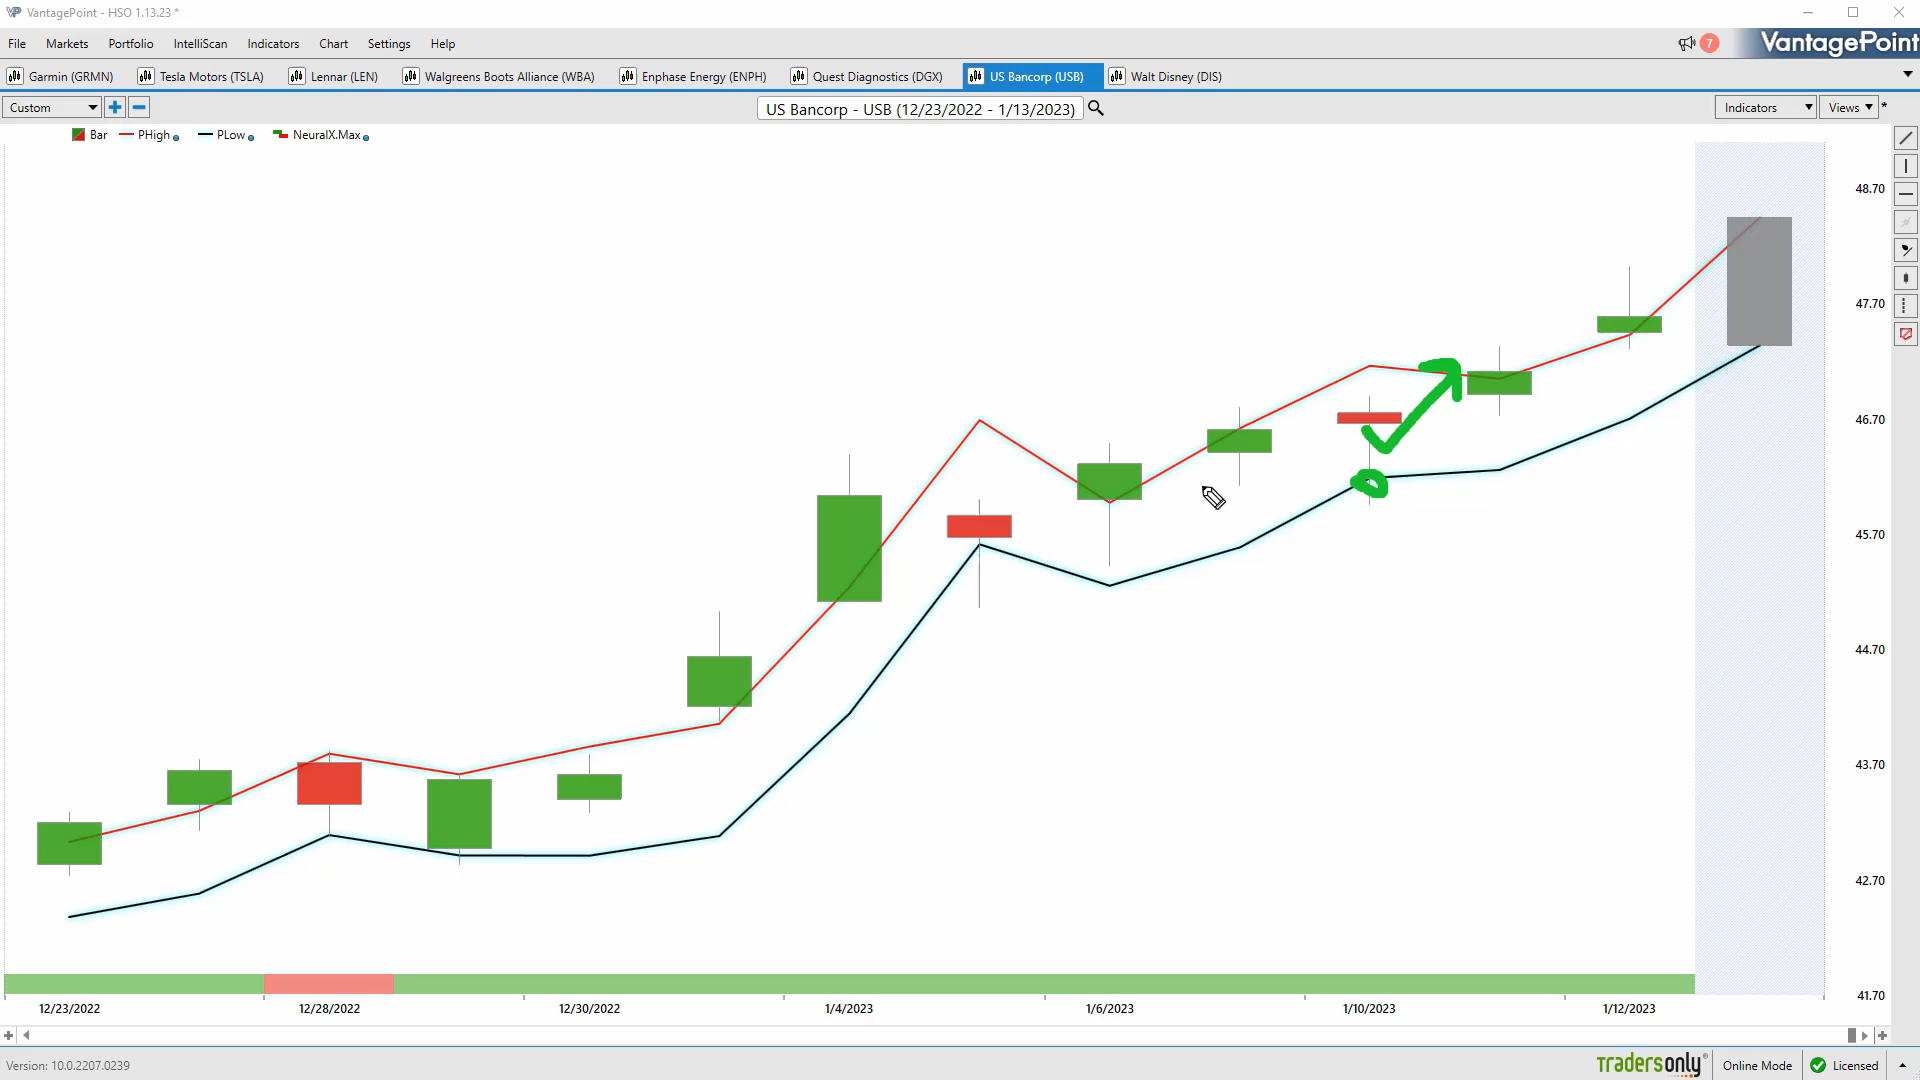 VantagePoint - HSO 1.13.23 *
File Markets Portfolio IntelliScan Indicators Chart Settings Help 7 VantagePoint
Garmin (GRMN) Tesla Motors (TSLA) Lennar (LEN) Walgreens Boots Alliance (WBA) Enphase Energy (ENPH) Quest Diagnostics (DGX) US Bancorp (USB) Walt Disney (DIS)
Custom US Bancorp - USB (12/23/2022 - 1/13/2023) Indicators Views *
Bar PHigh PLow NeuralX.Max
48.70
47.70
46.70
45.70
44.70
43.70
42.70
41.70
12/23/2022 12/28/2022 12/30/2022 1/4/2023 1/6/2023 1/10/2023 1/12/2023
Version: 10.0.2207.0239 tradersonly Online Mode Licensed